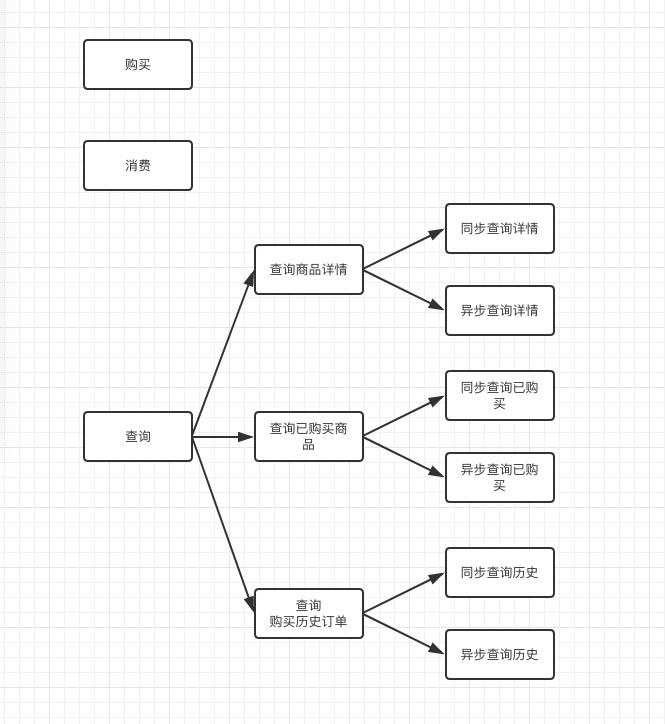 购买
消费
查询
查询商品详情
同步查询详情
异步查询详情
查询已购买商
品
同步查询已购
买
异步查询已购
买
查询
购买历史订单
同步查询历史
异步查询历史